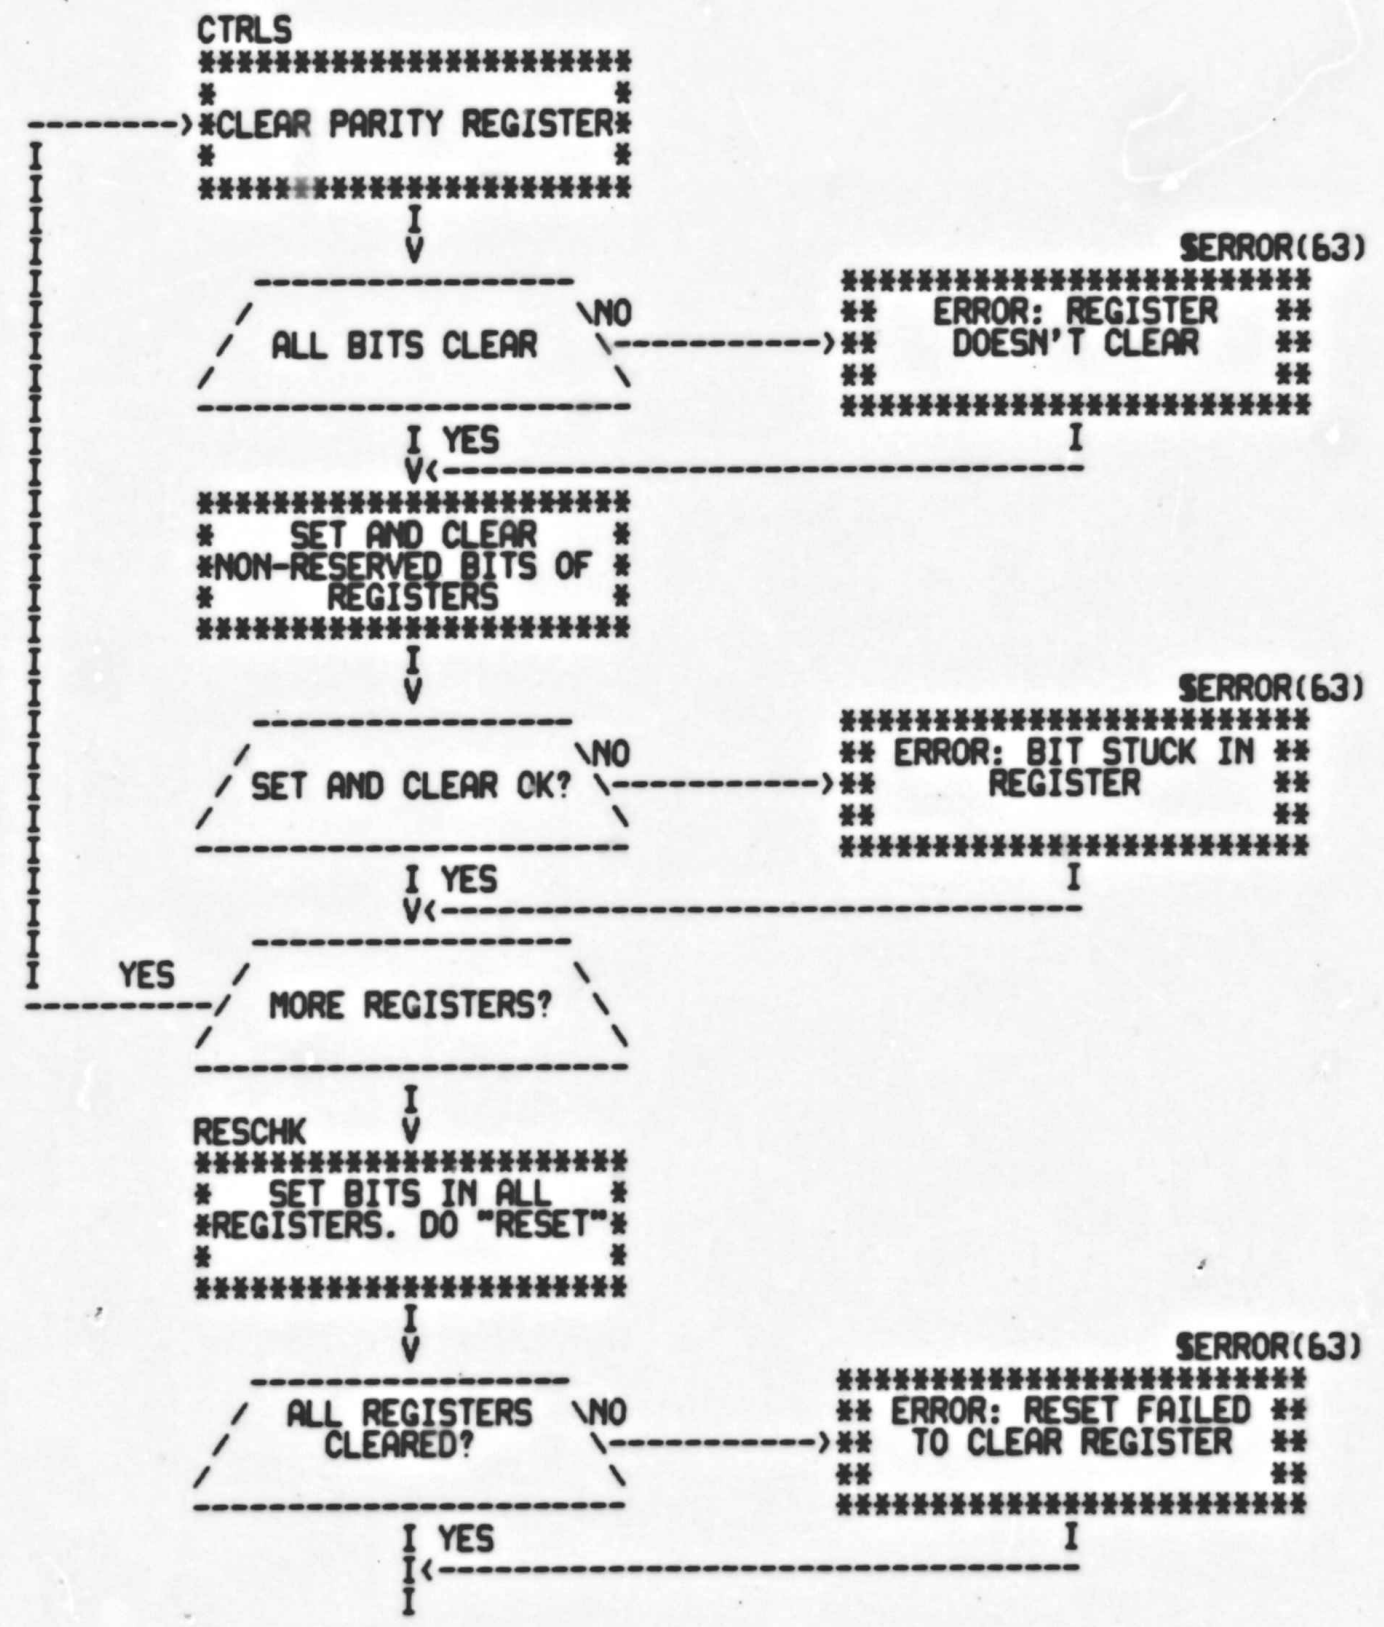 CTRLS
CLEAR PARITY REGISTER
$ERROR(63)
ALL BITS CLEAR
NO
ERROR: REGISTER
DOESN'T CLEAR
YES
SET AND CLEAR
NON-RESERVED BITS OF
REGISTERS
$ERROR(63)
SET AND CLEAR OK?
NO
ERROR: BIT STUCK IN
REGISTER
YES
YES
MORE REGISTERS?
RESCHK
SET BITS IN ALL
REGISTERS. DO "RESET"
$ERROR(63)
ALL REGISTERS
CLEARED?
NO
ERROR: RESET FAILED
TO CLEAR REGISTER
YES